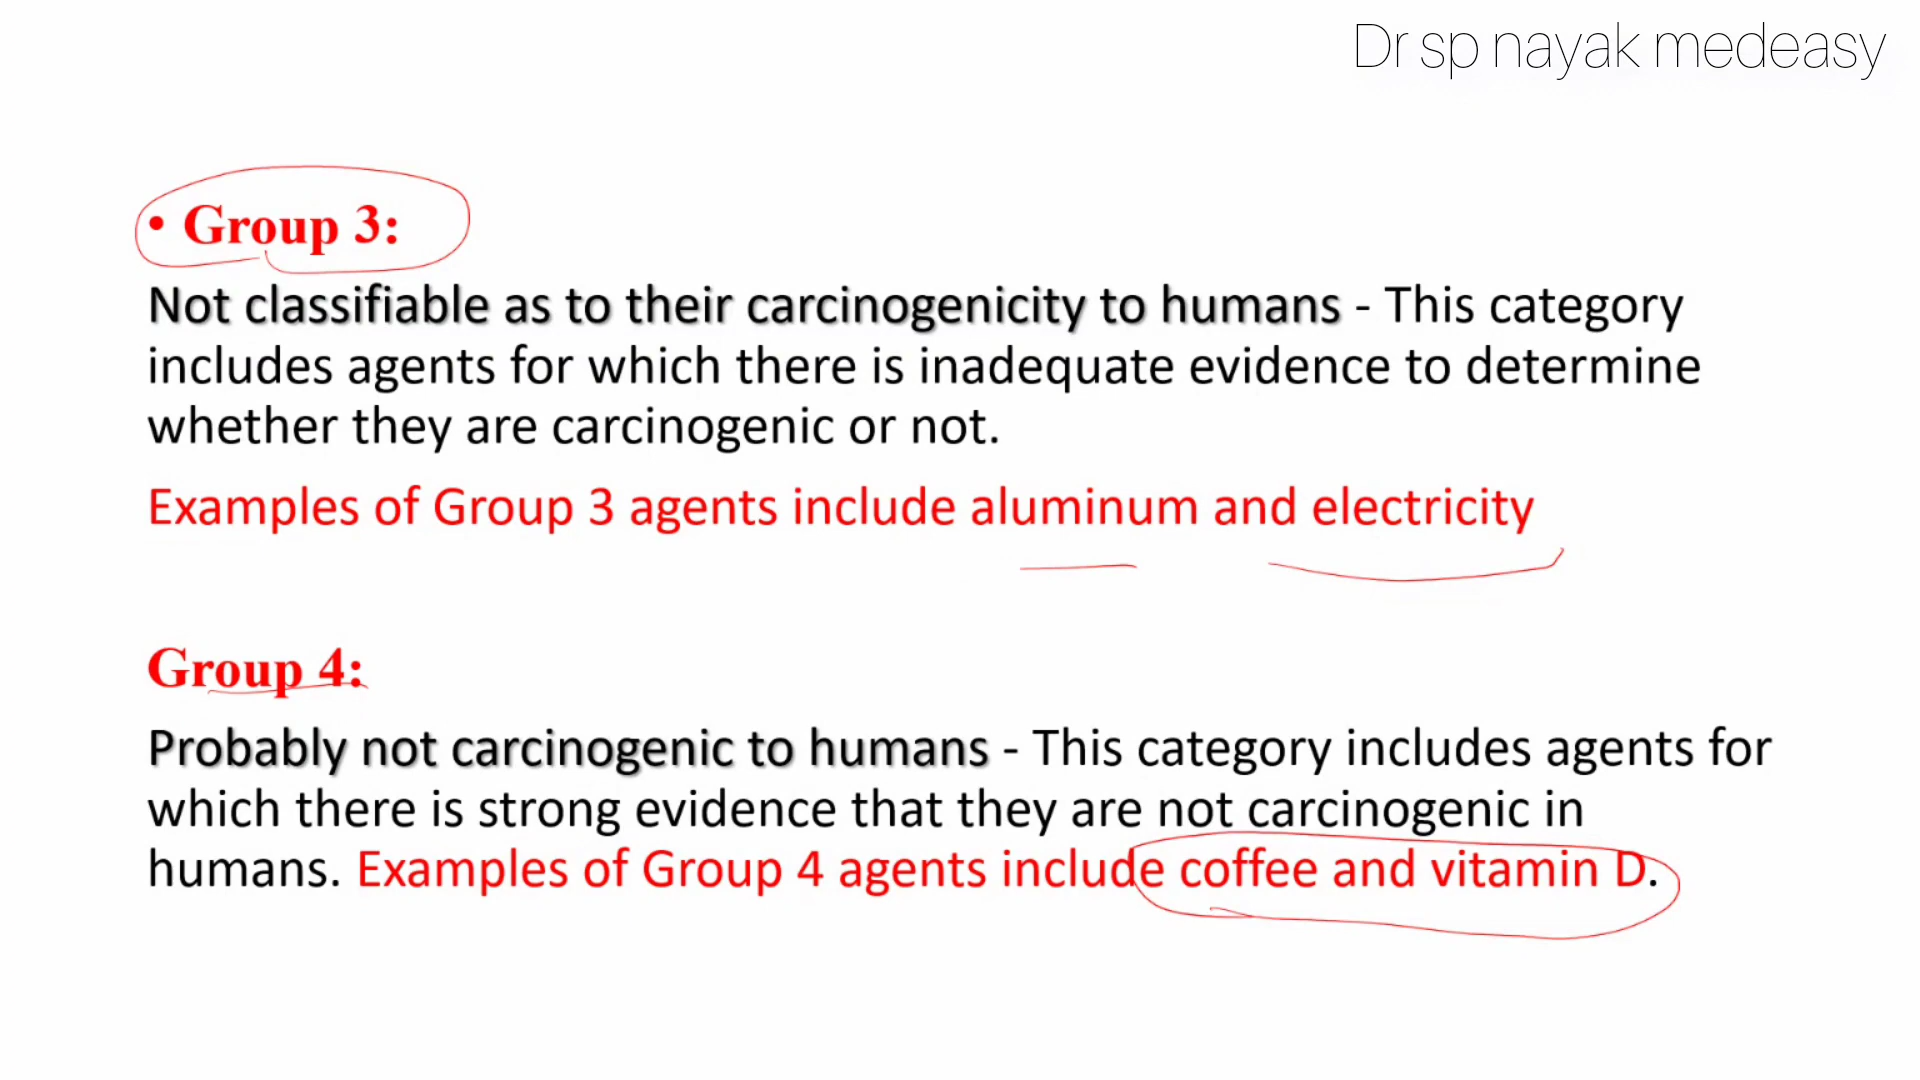 Dr sp nayak medeasy
• Group 3:
Not classifiable as to their carcinogenicity to humans - This category
includes agents for which there is inadequate evidence to determine
whether they are carcinogenic or not.
Examples of Group 3 agents include aluminum and electricity
Group 4:
Probably not carcinogenic to humans - This category includes agents for
which there is strong evidence that they are not carcinogenic in
humans. Examples of Group 4 agents include coffee and vitamin D.